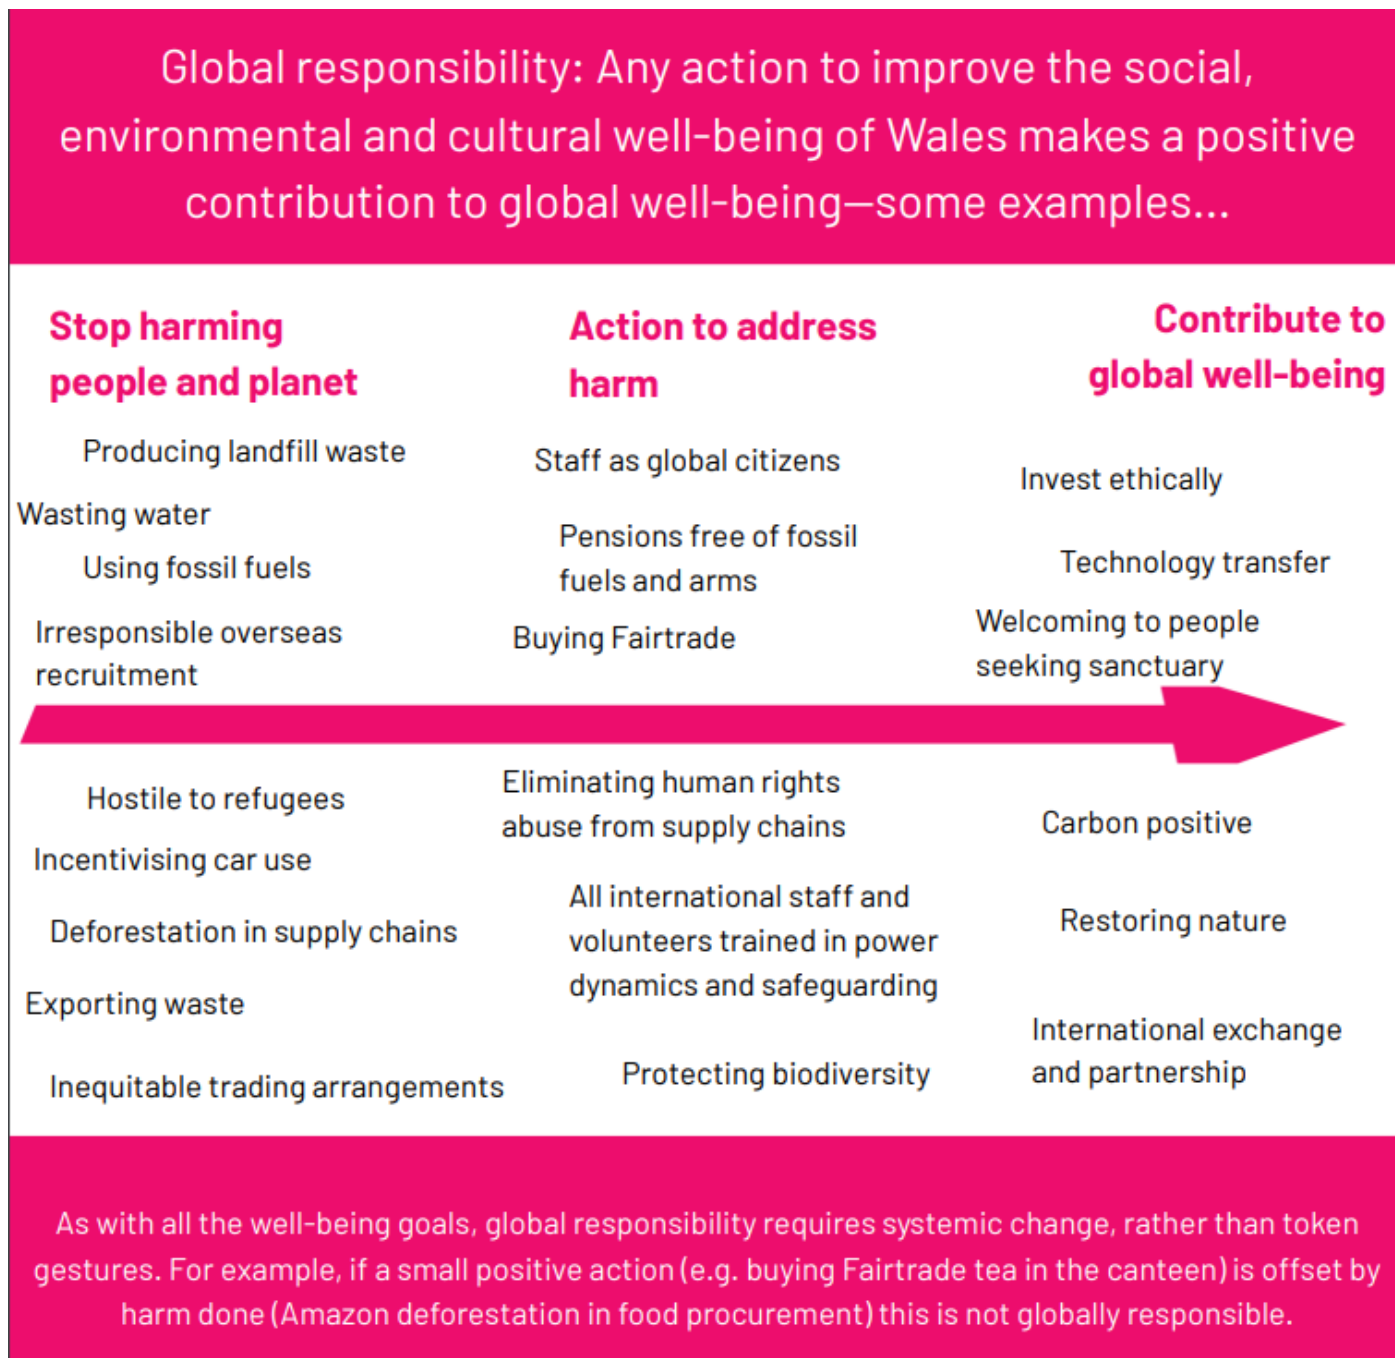 Global responsibility: Any action to improve the social,
environmental and cultural well-being of Wales makes a positive
contribution to global well-being—some examples...
Stop harming
people and planet
Producing landfill waste
Wasting water
Using fossil fuels
Irresponsible overseas
recruitment
Hostile to refugees
Incentivising car use
Deforestation in supply chains
Exporting waste
Inequitable trading arrangements
Action to address
harm
Staff as global citizens
Pensions free of fossil
fuels and arms
Buying Fairtrade
Eliminating human rights
abuse from supply chains
All international staff and
volunteers trained in power
dynamics and safeguarding
Protecting biodiversity
Contribute to
global well-being
Invest ethically
Technology transfer
Welcoming to people
seeking sanctuary
Carbon positive
Restoring nature
International exchange
and partnership
As with all the well-being goals, global responsibility requires systemic change, rather than token
gestures. For example, if a small positive action (e.g. buying Fairtrade tea in the canteen) is offset by
harm done (Amazon deforestation in food procurement) this is not globally responsible.